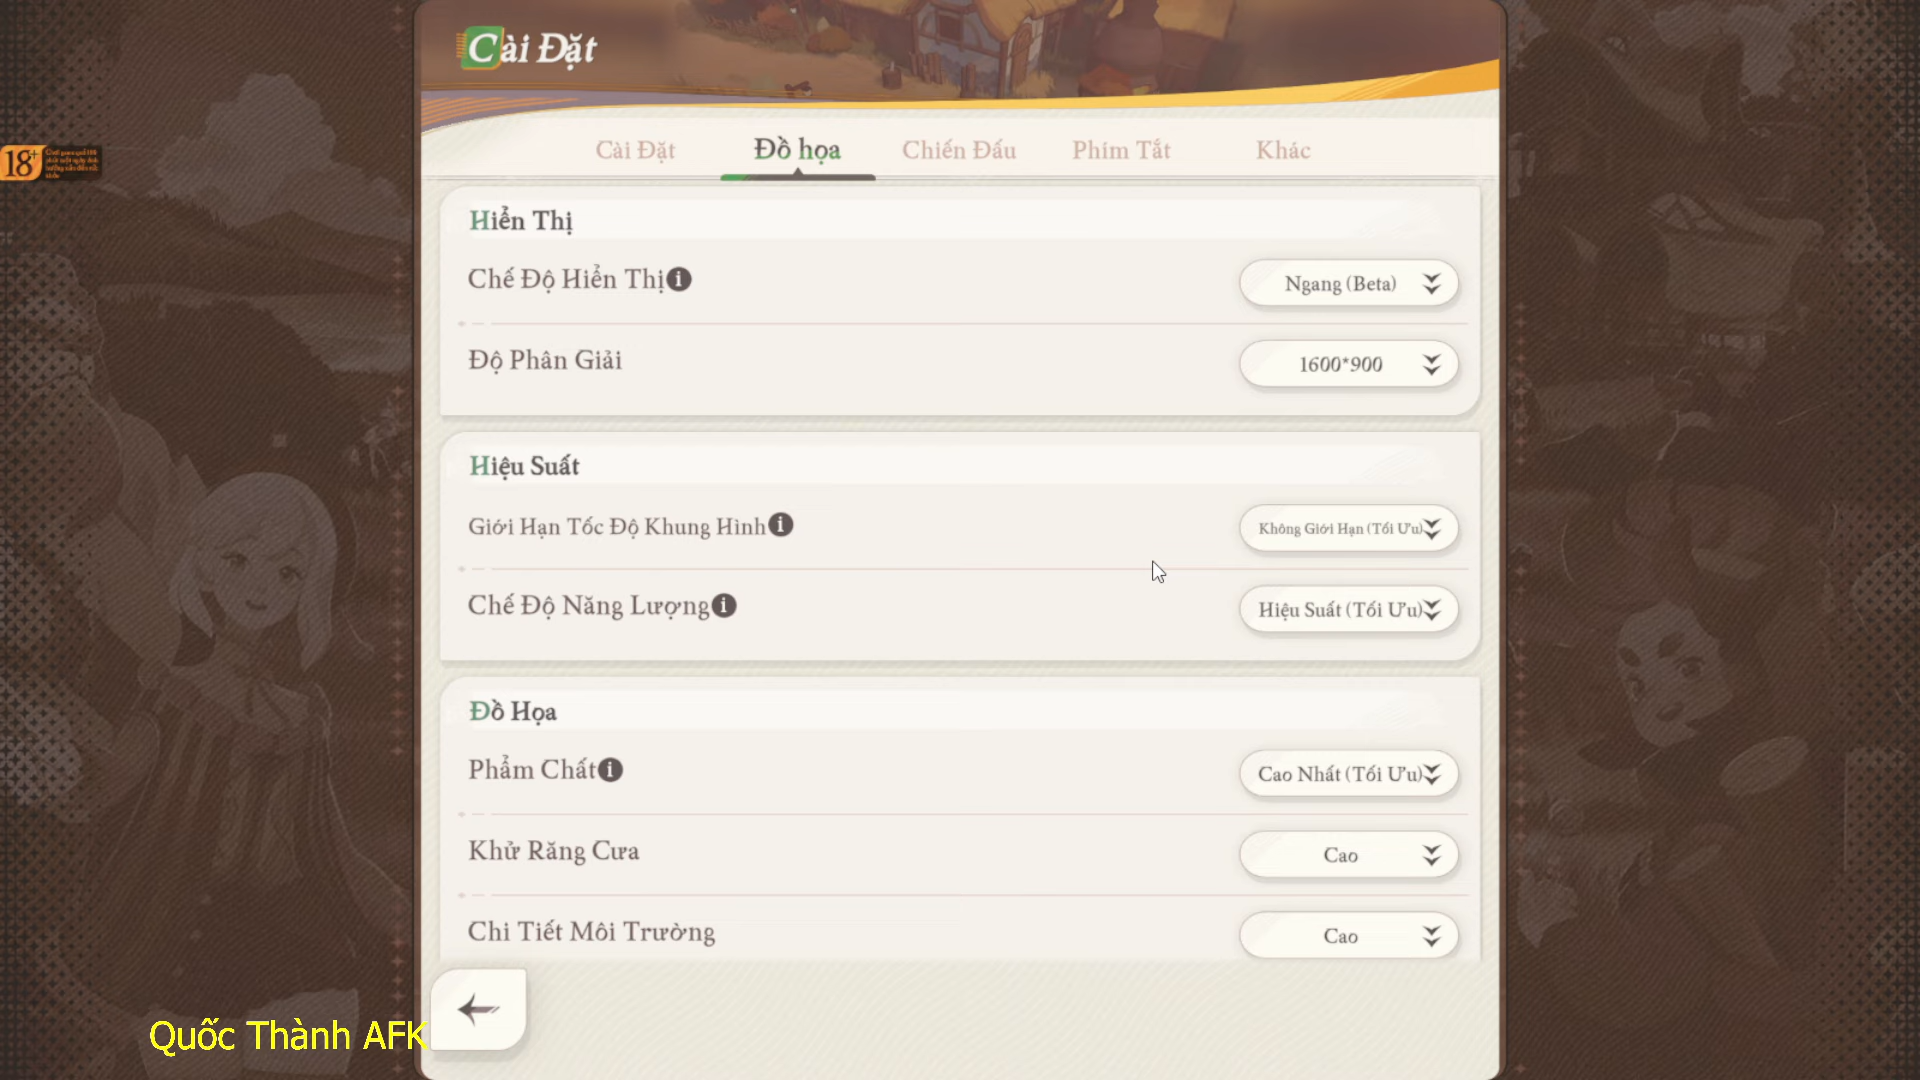 Cài Đặt
18+
Cài Đặt
Đồ họa
Chiến Đấu
Phím Tắt
Khác
Hiển Thị
Chế Độ Hiển Thị
Ngang (Beta)
Độ Phân Giải
1600*900
Hiệu Suất
Giới Hạn Tốc Độ Khung Hình
Không Giới Hạn (Tối Ưu)
Chế Độ Năng Lượng
Hiệu Suất (Tối Ưu)
Đồ Họa
Phẩm Chất
Cao Nhất (Tối Ưu)
Khử Răng Cưa
Cao
Chi Tiết Môi Trường
Cao
Quốc Thành AFK